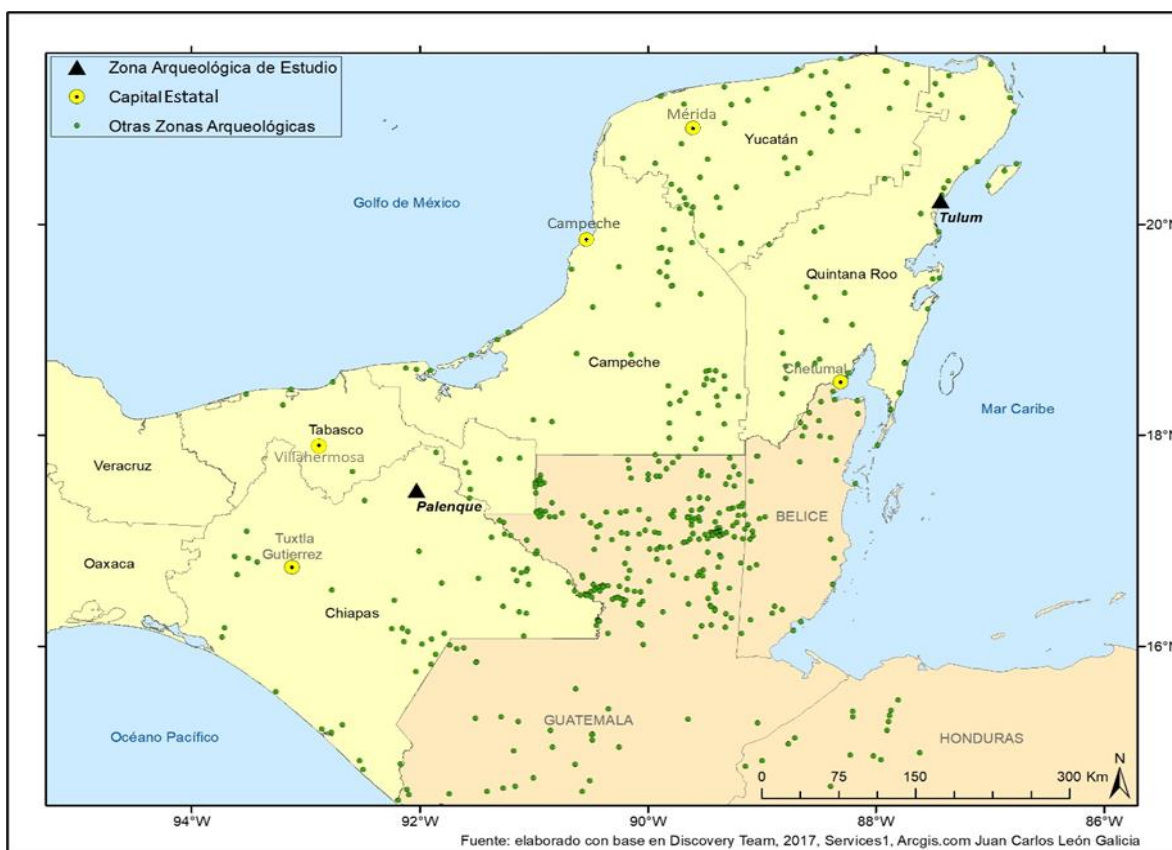 Zona Arqueológica de Estudio
Capital Estatal
Otras Zonas Arqueológicas
Mérida
Yucatán
Golfo de México
Campeche
Tulum
20°N
Quintana Roo
Campeche
Chetumal
Mar Caribe
Tabasco
Villahermosa
18°N
Veracruz
Palenque
BELICE
Tuxtla
Gutierrez
Oaxaca
Chiapas
16°N
GUATEMALA
Océano Pacífico
HONDURAS
N
0 75 150 300 Km
94°W 92°W 90°W 88°W 86°W
Fuente: elaborado con base en Discovery Team, 2017, Services1, Arcgis.com Juan Carlos León Galicia